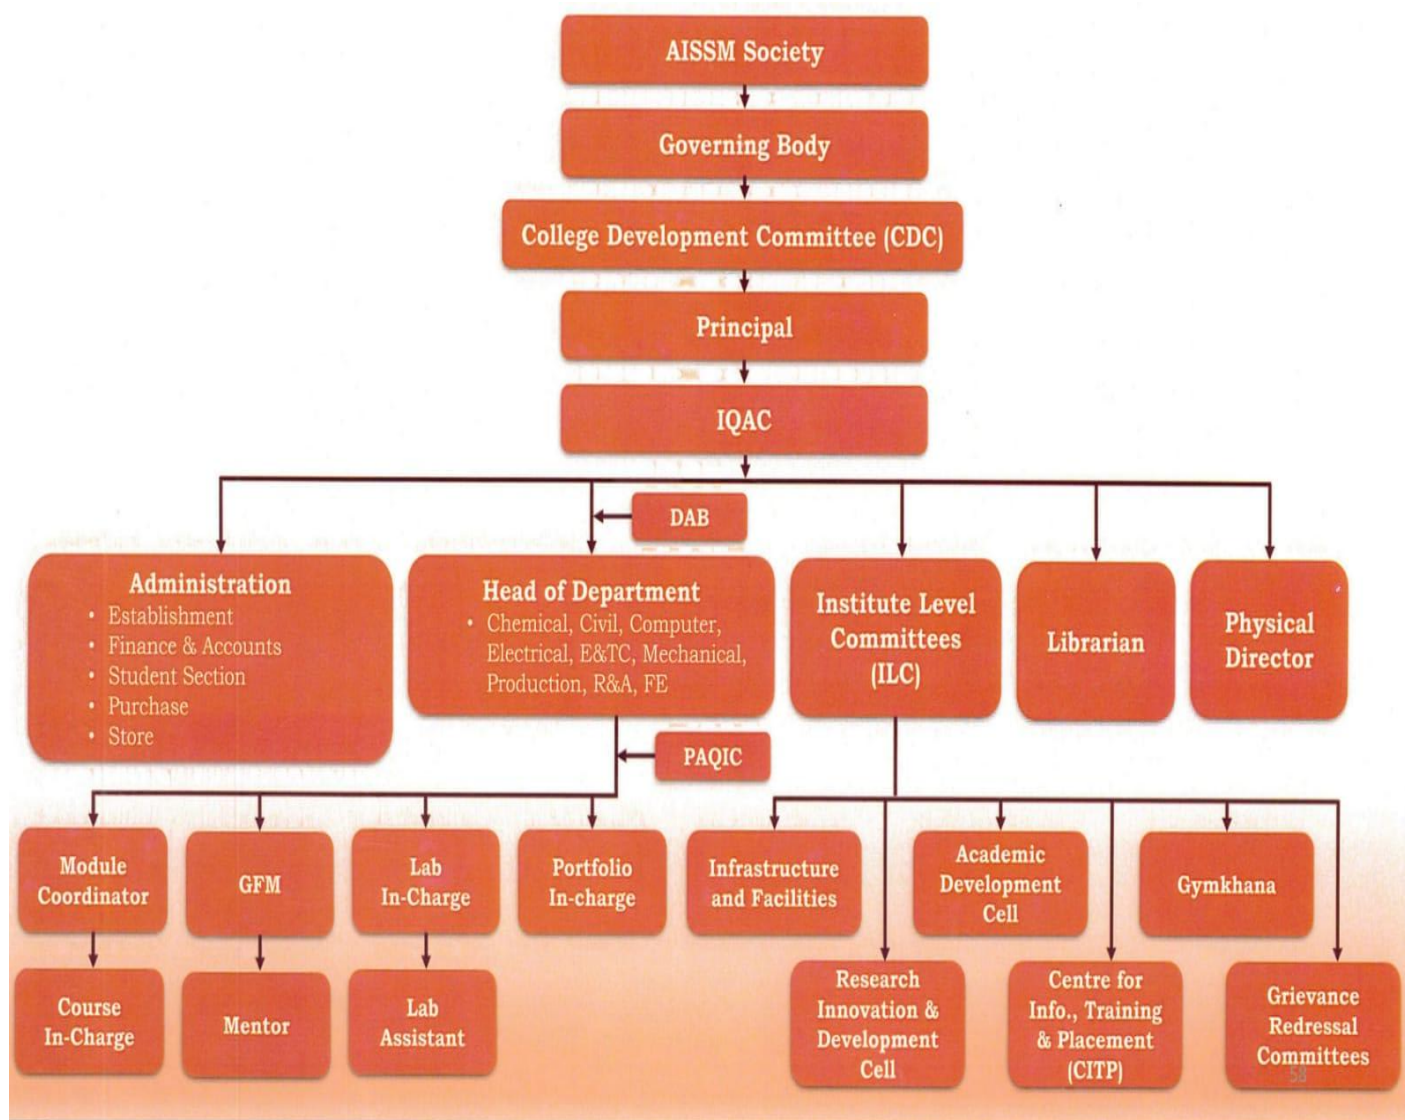 AISSM Society
Governing Body
College Development Committee (CDC)
Principal
IQAC
DAB
Administration
• Establishment
• Finance & Accounts
• Student Section
• Purchase
• Store
Head of Department
• Chemical, Civil, Computer,
Electrical, E&TC, Mechanical,
Production, R&A, FE
Institute Level
Committees
(ILC)
Librarian
Physical
Director
PAQIC
Module
Coordinator
GFM
Lab
In-Charge
Portfolio
In-charge
Infrastructure
and Facilities
Academic
Development
Cell
Gymkhana
Course
In-Charge
Mentor
Lab
Assistant
Research
Innovation &
Development
Cell
Centre for
Info., Training
& Placement
(CITP)
Grievance
Redressal
Committees
58